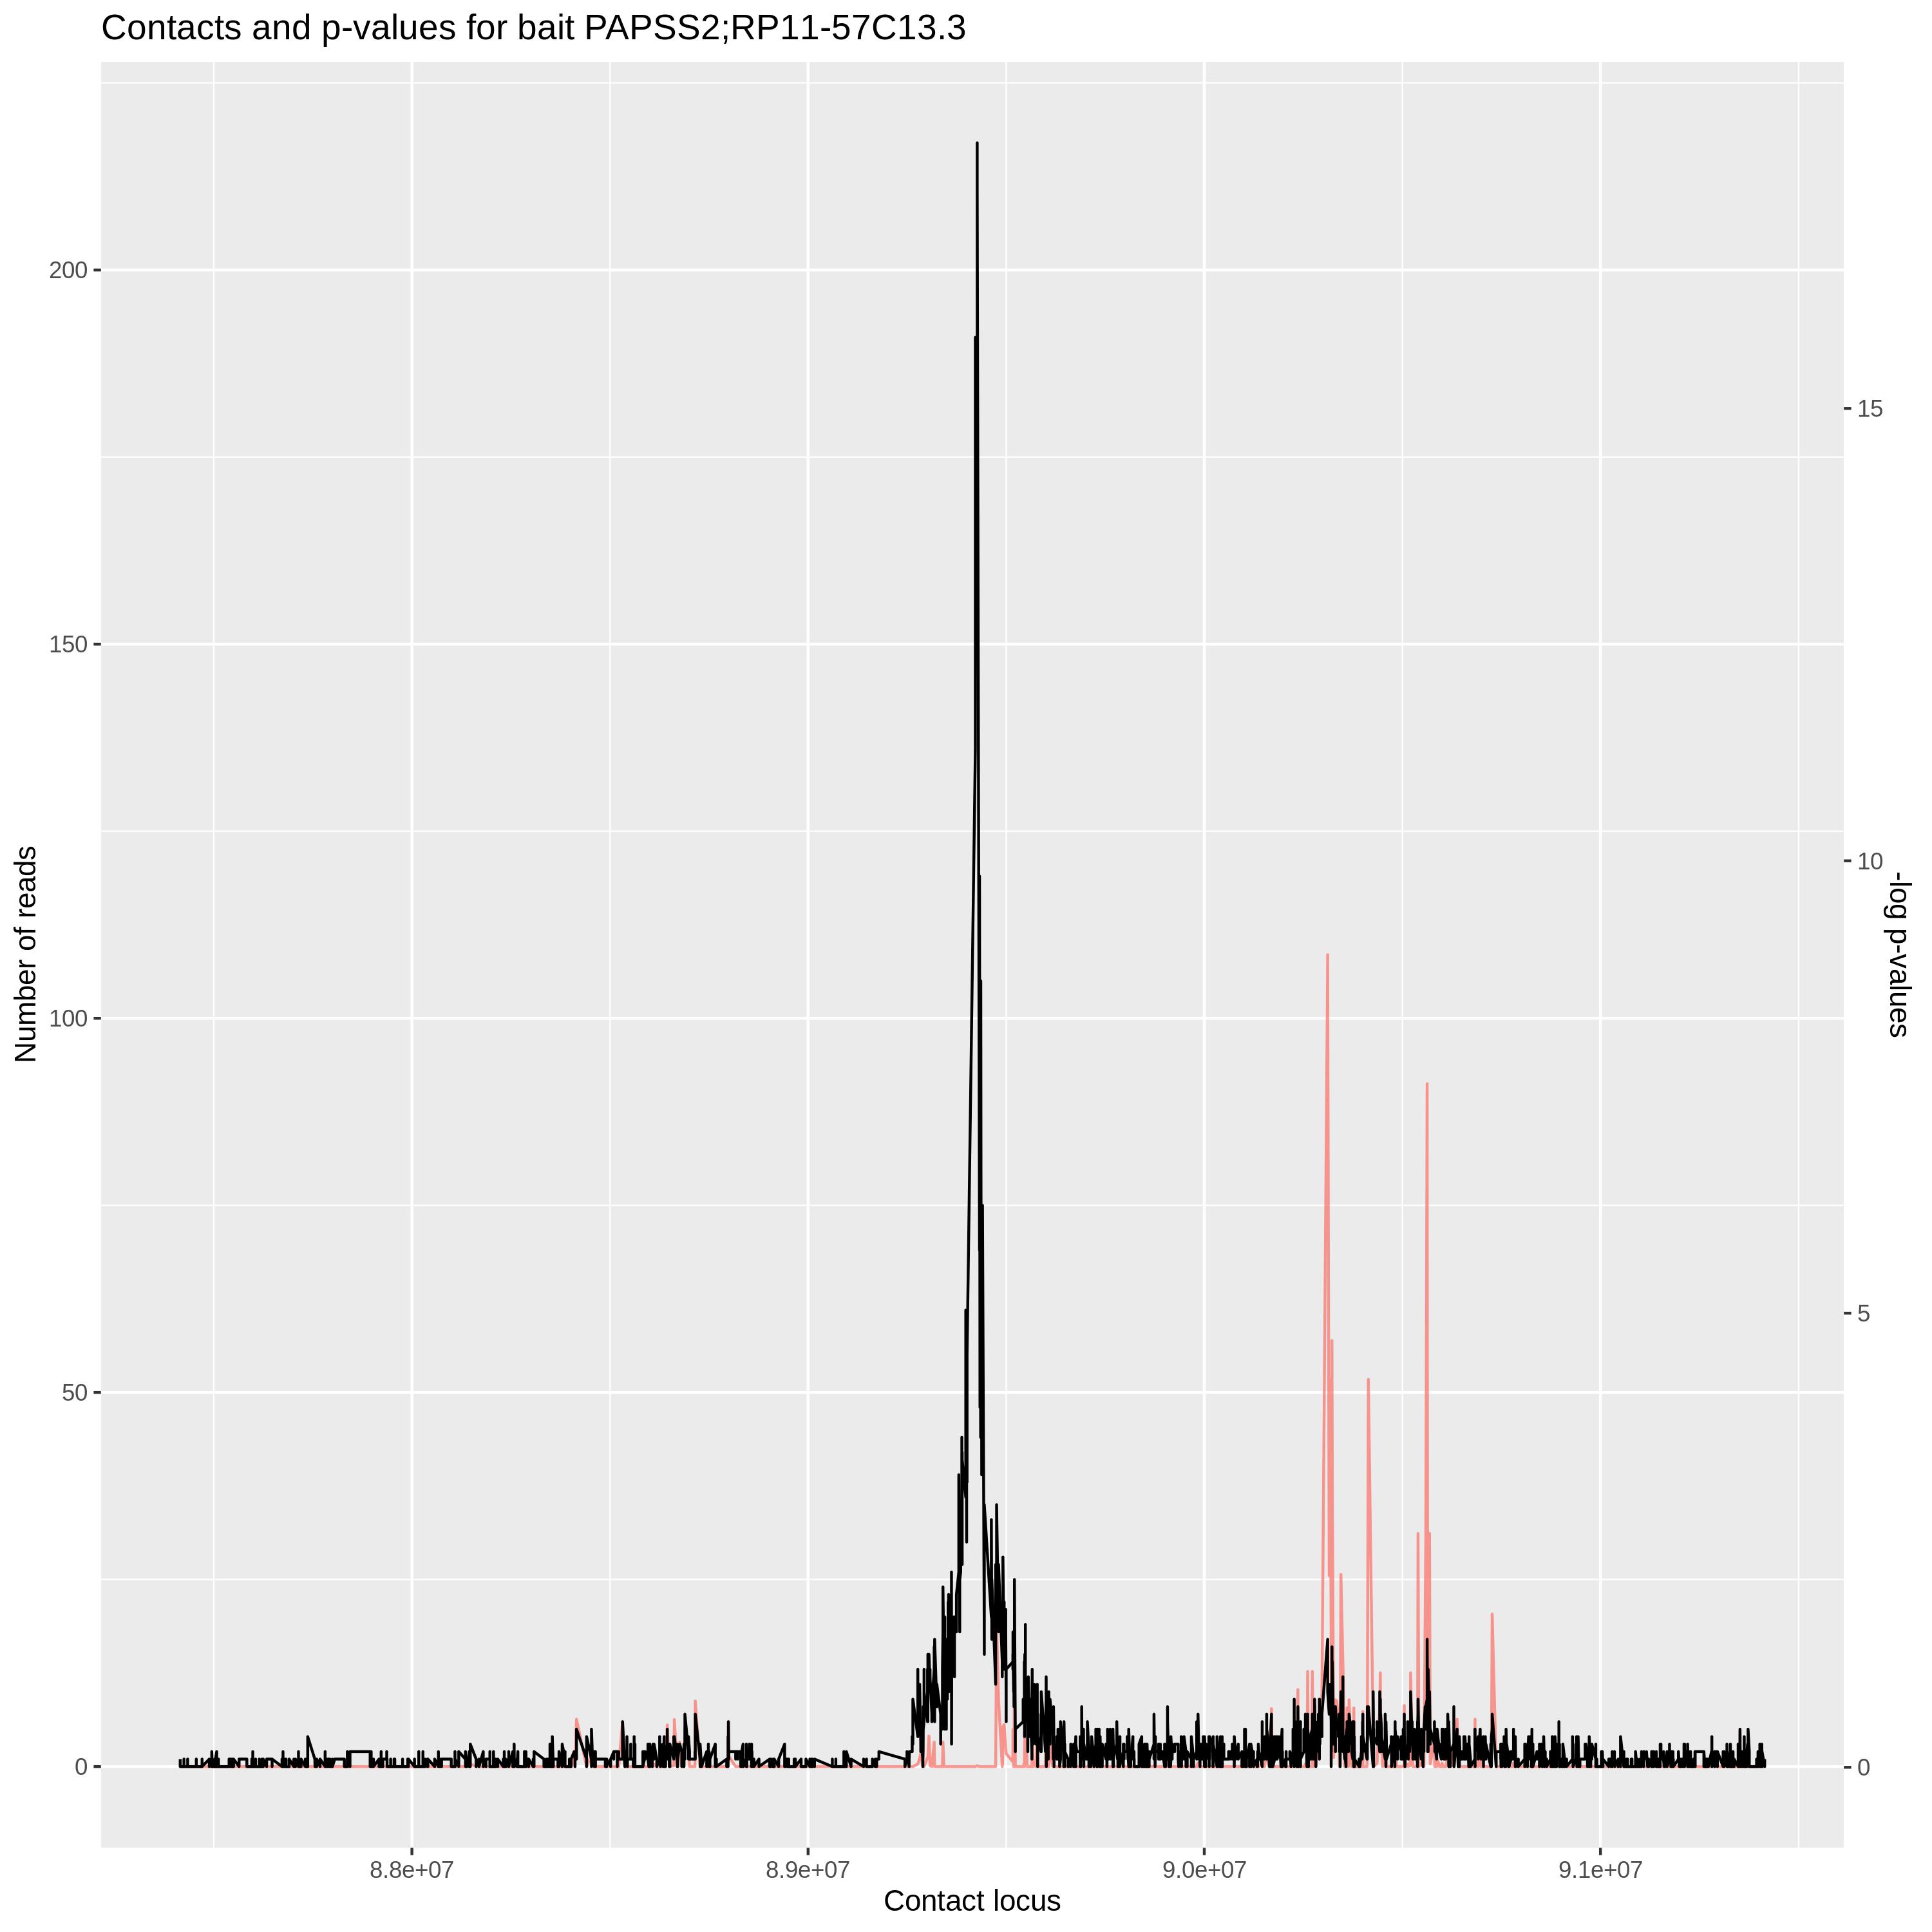 Contacts and p-values for bait PAPSS2;RP11-57C13.3
200
150
100
50
0
Number of reads
15
10
5
0
-log p-values
8.8e+07
8.9e+07
9.0e+07
9.1e+07
Contact locus